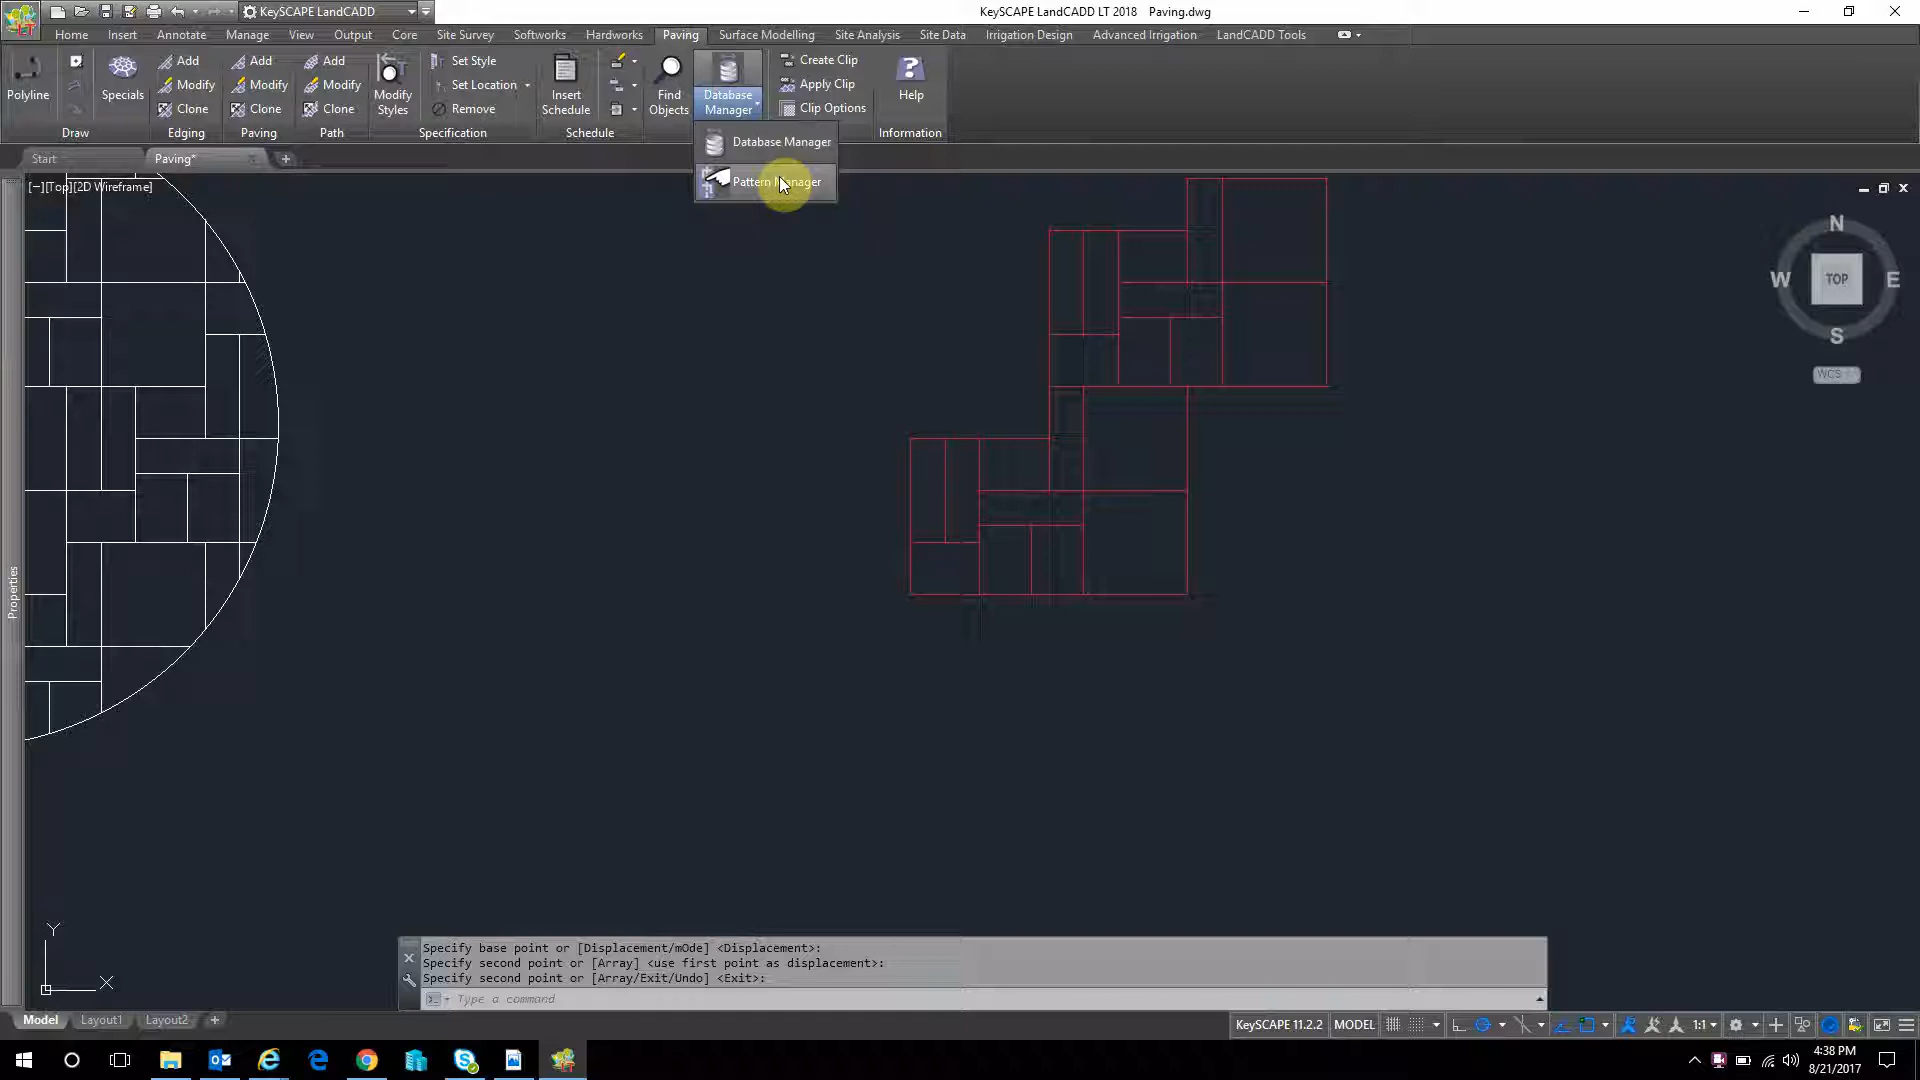 KeySCAPE LandCADD
KeySCAPE LandCADD LT 2018 Paving.dwg
LT
Home Insert Annotate Manage View Output Core Site Survey Softworks Hardworks Paving Surface Modelling Site Analysis Site Data Irrigation Design Advanced Irrigation LandCADD Tools
Polyline
Specials
Add Modify Clone
Add Modify Clone
Add Modify Clone
Modify Styles
Set Style
Set Location
Remove
Insert Schedule
Find Objects
Database Manager
Create Clip
Apply Clip
Clip Options
Help
Draw Edging Paving Path Specification Schedule Information
Database Manager
Pattern Manager
Start Paving*
[−][Top][2D Wireframe]
N
W TOP E
S
WCS
Properties
Y
X
Specify base point or [Displacement/mOde] <Displacement>:
Specify second point or [Array] <use first point as displacement>:
Specify second point or [Array/Exit/Undo] <Exit>:
Type a command
Model Layout1 Layout2
KeySCAPE 11.2.2 MODEL 1:1
4:38 PM
8/21/2017